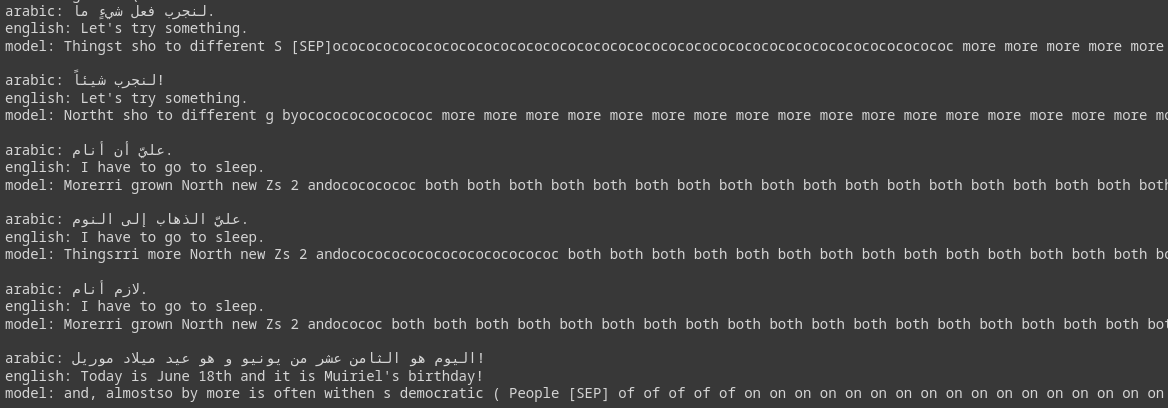 arabic: لنجرب فعل شيءٍ ما.
english: Let's try something.
model: Thingst sho to different S [SEP]ococococococococococococococococococococococococococococococococococococococ more more more more more
arabic: لنجرب شيئاً!
english: Let's try something.
model: Northt sho to different g byococococococococ more more more more more more more more more more more more more more more more more mo
arabic: عليّ أن أنام.
english: I have to go to sleep.
model: Morerri grown North new Zs 2 andocococococ both both both both both both both both both both both both both both both both both both
arabic: عليّ الذهاب إلى النوم.
english: I have to go to sleep.
model: Thingsrri more North new Zs 2 andococococococococococococ both both both both both both both both both both both both both both bo
arabic: لازم أنام.
english: I have to go to sleep.
model: Morerri grown North new Zs 2 andocococ both both both both both both both both both both both both both both both both both both bot
arabic: اليوم هو الثامن عشر من يونيو و هو عيد ميلاد موريل!
english: Today is June 18th and it is Muiriel's birthday!
model: and, almostso by more is often withen s democratic ( People [SEP] of of of of of on on on on on on on on on on on on on on on on on